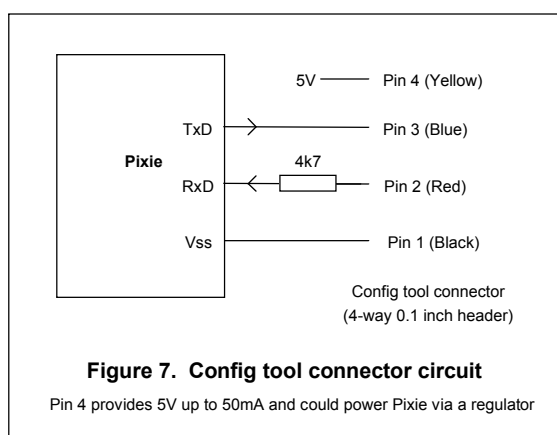 5V Pin 4 (Yellow)
TxD Pin 3 (Blue)
Pixie 4k7
RxD Pin 2 (Red)
Vss Pin 1 (Black)
Config tool connector
(4-way 0.1 inch header)
Figure 7. Config tool connector circuit
Pin 4 provides 5V up to 50mA and could power Pixie via a regulator